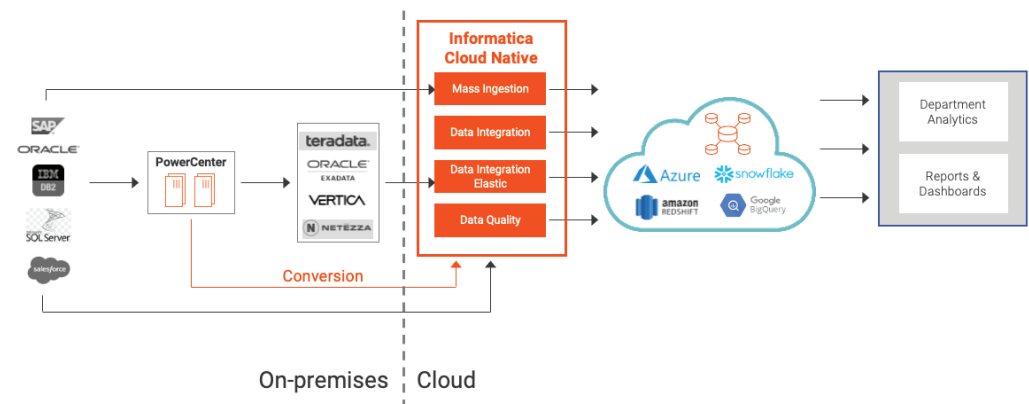 SAP
ORACLE
IBM
DB2
SQL Server
salesforce
PowerCenter
teradata.
ORACLE
EXADATA
VERTICA
N NETEZZA
Conversion
Informatica
Cloud Native
Mass Ingestion
Data Integration
Data Integration
Elastic
Data Quality
Azure
snowflake
amazon
REDSHIFT
Google
BigQuery
Department
Analytics
Reports &
Dashboards
On-premises
Cloud